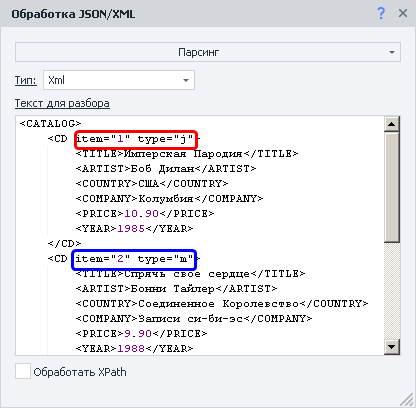 Обработка JSON/XML
Парсинг
Тип: Xml
Текст для разбора
<CATALOG>
<CD item="1" type="j">
<TITLE>Имперская Пародия</TITLE>
<ARTIST>Боб Дилан</ARTIST>
<COUNTRY>США</COUNTRY>
<COMPANY>Колумбия</COMPANY>
<PRICE>10.90</PRICE>
<YEAR>1985</YEAR>
</CD>
<CD item="2" type="m">
<TITLE>Спрячь свое сердце</TITLE>
<ARTIST>Бонни Тайлер</ARTIST>
<COUNTRY>Соединенное Королевство</COUNTRY>
<COMPANY>Записи си-би-эс</COMPANY>
<PRICE>9.90</PRICE>
<YEAR>1988</YEAR>
Обработать XPath